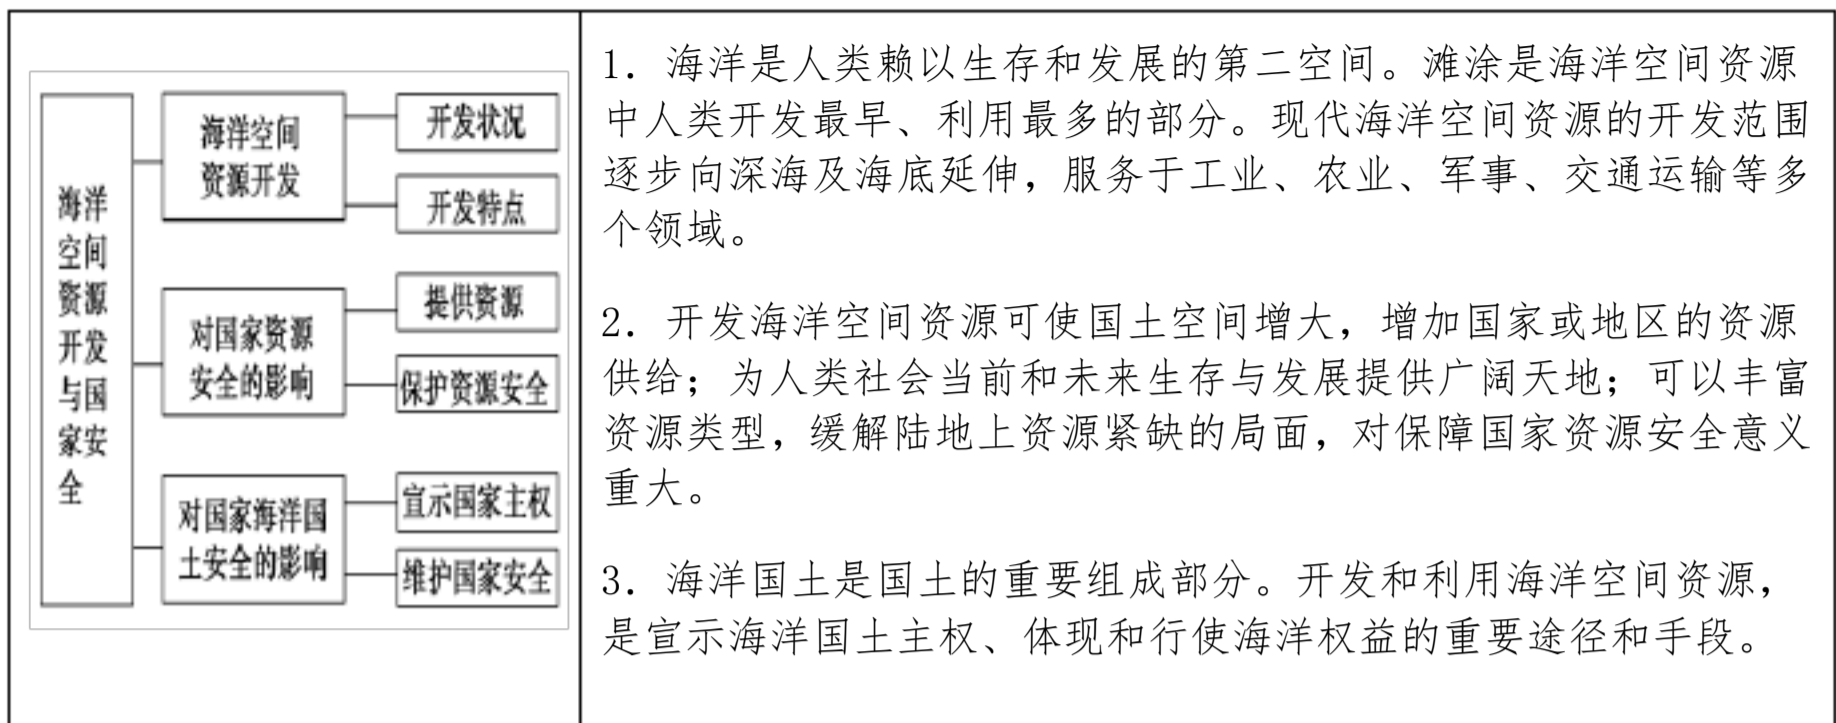 海洋
空间
资源
开发
与国
家安
全
海洋空间
资源开发
开发状况
开发特点
对国家资源
安全的影响
提供资源
保护资源安全
对国家海洋国
土安全的影响
宣示国家主权
维护国家安全
1. 海洋是人类赖以生存和发展的第二空间。滩涂是海洋空间资源
中人类开发最早、利用最多的部分。现代海洋空间资源的开发范围
逐步向深海及海底延伸，服务于工业、农业、军事、交通运输等多
个领域。
2. 开发海洋空间资源可使国土空间增大，增加国家或地区的资源
供给；为人类社会当前和未来生存与发展提供广阔天地；可以丰富
资源类型，缓解陆地上资源紧缺的局面，对保障国家资源安全意义
重大。
3. 海洋国土是国土的重要组成部分。开发和利用海洋空间资源，
是宣示海洋国土主权、体现和行使海洋权益的重要途径和手段。